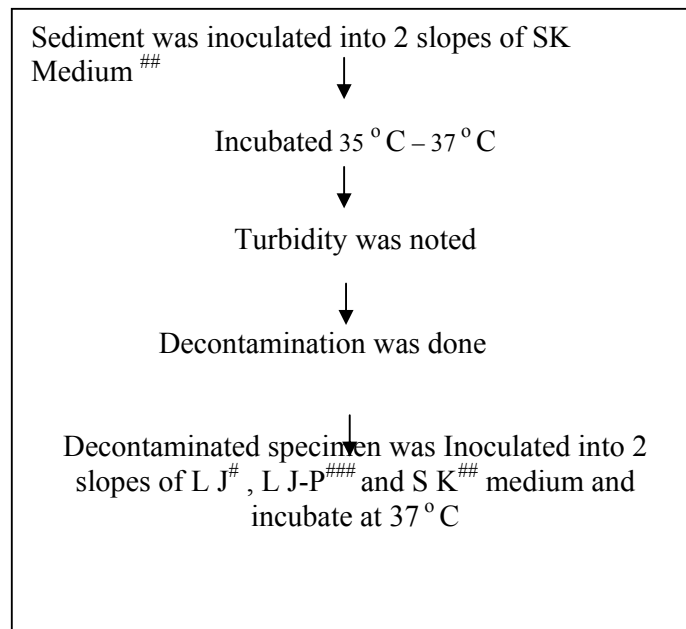 Sediment was inoculated into 2 slopes of SK
Medium ##
Incubated 35 o C – 37 o C
Turbidity was noted
Decontamination was done
Decontaminated specimen was Inoculated into 2
slopes of L J# , L J-P### and S K## medium and
incubate at 37 o C